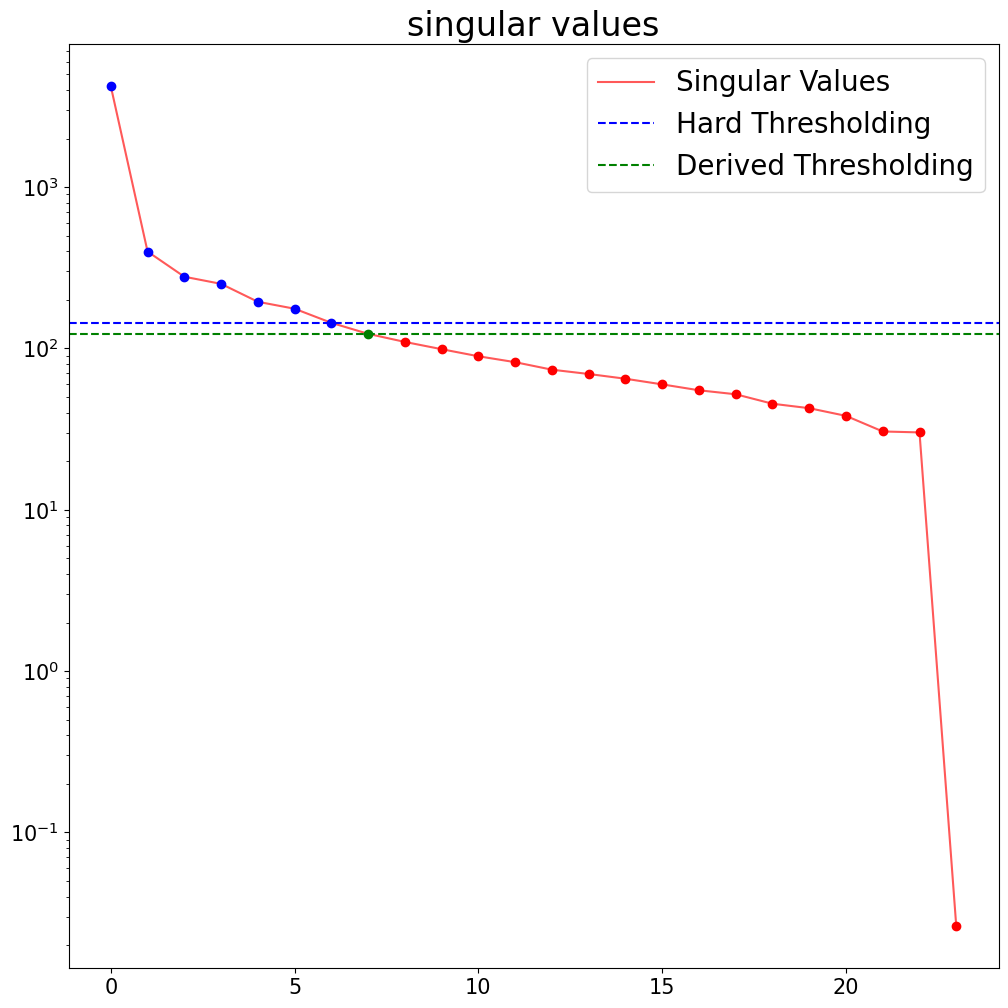 singular values
Singular Values
Hard Thresholding
Derived Thresholding
10³
10²
10¹
10⁰
10⁻¹
0 5 10 15 20